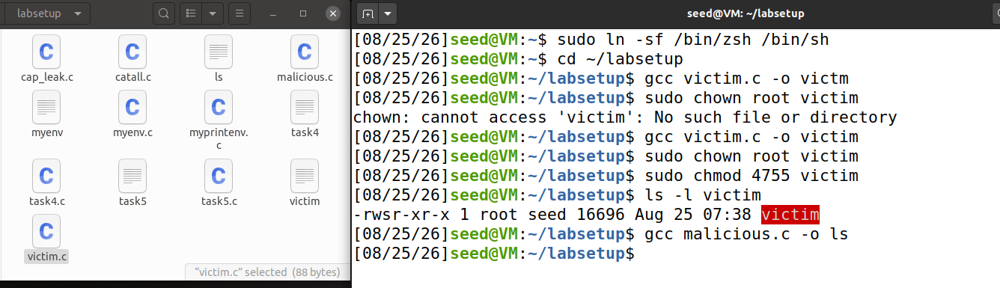 labsetup
cap_leak.c
catall.c
ls
malicious.c
myenv
myenv.c
myprintenv.
c
task4
task4.c
task5
task5.c
victim
victim.c
“victim.c” selected (88 bytes)
seed@VM: ~/labsetup
[08/25/26]seed@VM:~$ sudo ln -sf /bin/zsh /bin/sh
[08/25/26]seed@VM:~$ cd ~/labsetup
[08/25/26]seed@VM:~/labsetup$ gcc victim.c -o victm
[08/25/26]seed@VM:~/labsetup$ sudo chown root victim
chown: cannot access 'victim': No such file or directory
[08/25/26]seed@VM:~/labsetup$ gcc victim.c -o victim
[08/25/26]seed@VM:~/labsetup$ sudo chown root victim
[08/25/26]seed@VM:~/labsetup$ sudo chmod 4755 victim
[08/25/26]seed@VM:~/labsetup$ ls -l victim
-rwsr-xr-x 1 root seed 16696 Aug 25 07:38 victim
[08/25/26]seed@VM:~/labsetup$ gcc malicious.c -o ls
[08/25/26]seed@VM:~/labsetup$